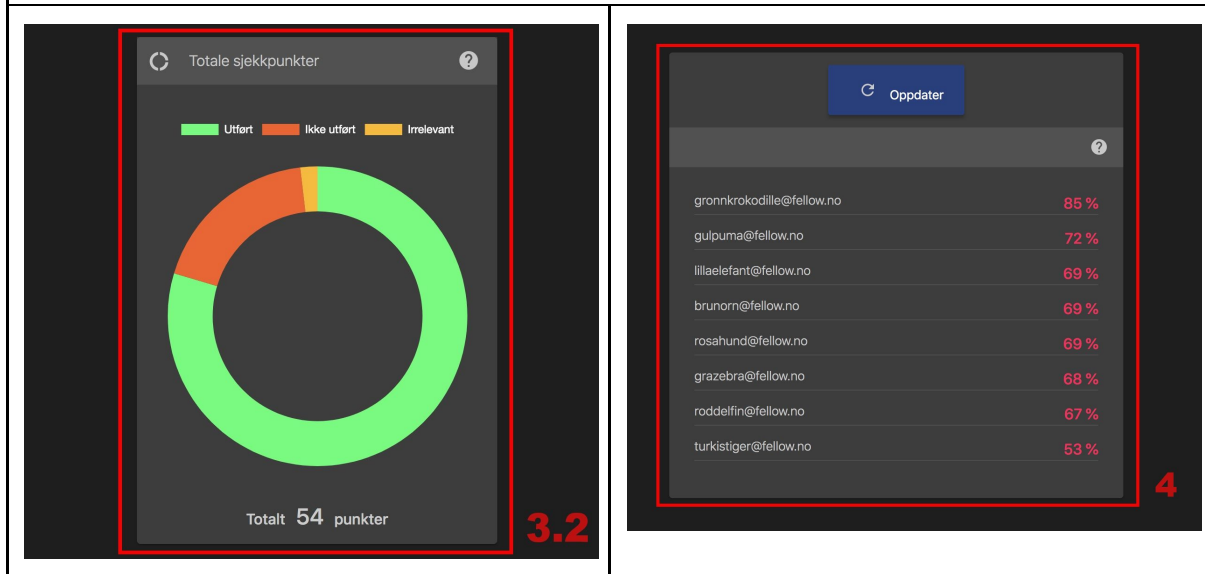 Totale sjekkpunkter
Utført Ikke utført Irrelevant
Totalt 54 punkter
3.2
Oppdater
gronnkrokodille@fellow.no 85 %
gulpuma@fellow.no 72 %
lillaelefant@fellow.no 69 %
brunorn@fellow.no 69 %
rosahund@fellow.no 69 %
grazebra@fellow.no 68 %
roddelfin@fellow.no 67 %
turkistiger@fellow.no 53 %
4